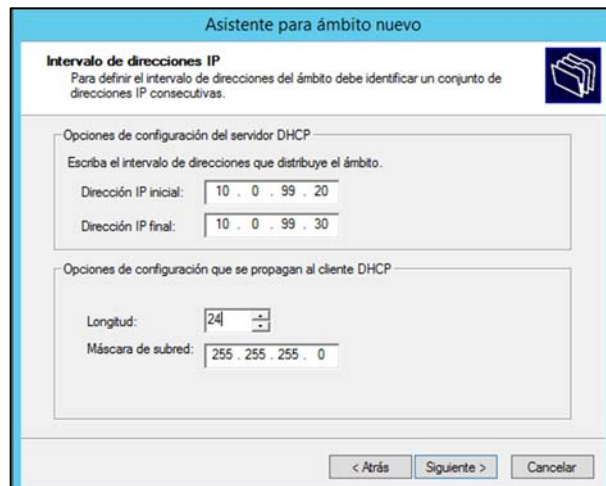 Asistente para ámbito nuevo
Intervalo de direcciones IP
Para definir el intervalo de direcciones del ámbito debe identificar un conjunto de
direcciones IP consecutivas.
Opciones de configuración del servidor DHCP
Escriba el intervalo de direcciones que distribuye el ámbito.
Dirección IP inicial: 10 . 0 . 99 . 20
Dirección IP final: 10 . 0 . 99 . 30
Opciones de configuración que se propagan al cliente DHCP
Longitud: 24
Máscara de subred: 255 . 255 . 255 . 0
< Atrás Siguiente > Cancelar